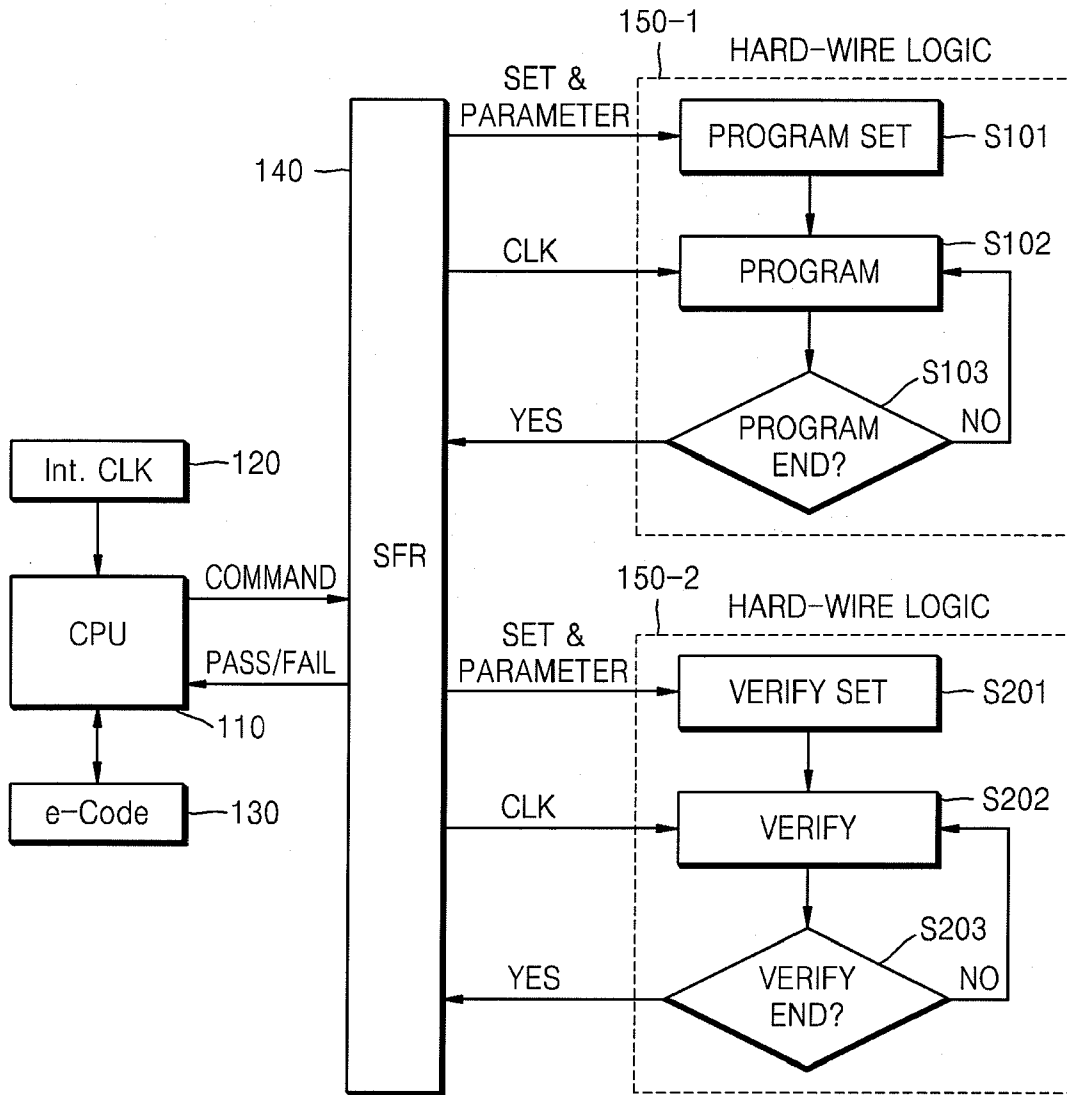 150-1
HARD-WIRE LOGIC
SET &
PARAMETER
PROGRAM SET
S101
140
S102
CLK
PROGRAM
S103
YES
PROGRAM
END?
NO
Int. CLK
120
SFR
COMMAND
CPU
PASS/FAIL
110
e-Code
130
150-2
HARD-WIRE LOGIC
SET &
PARAMETER
VERIFY SET
S201
S202
CLK
VERIFY
S203
YES
VERIFY
END?
NO